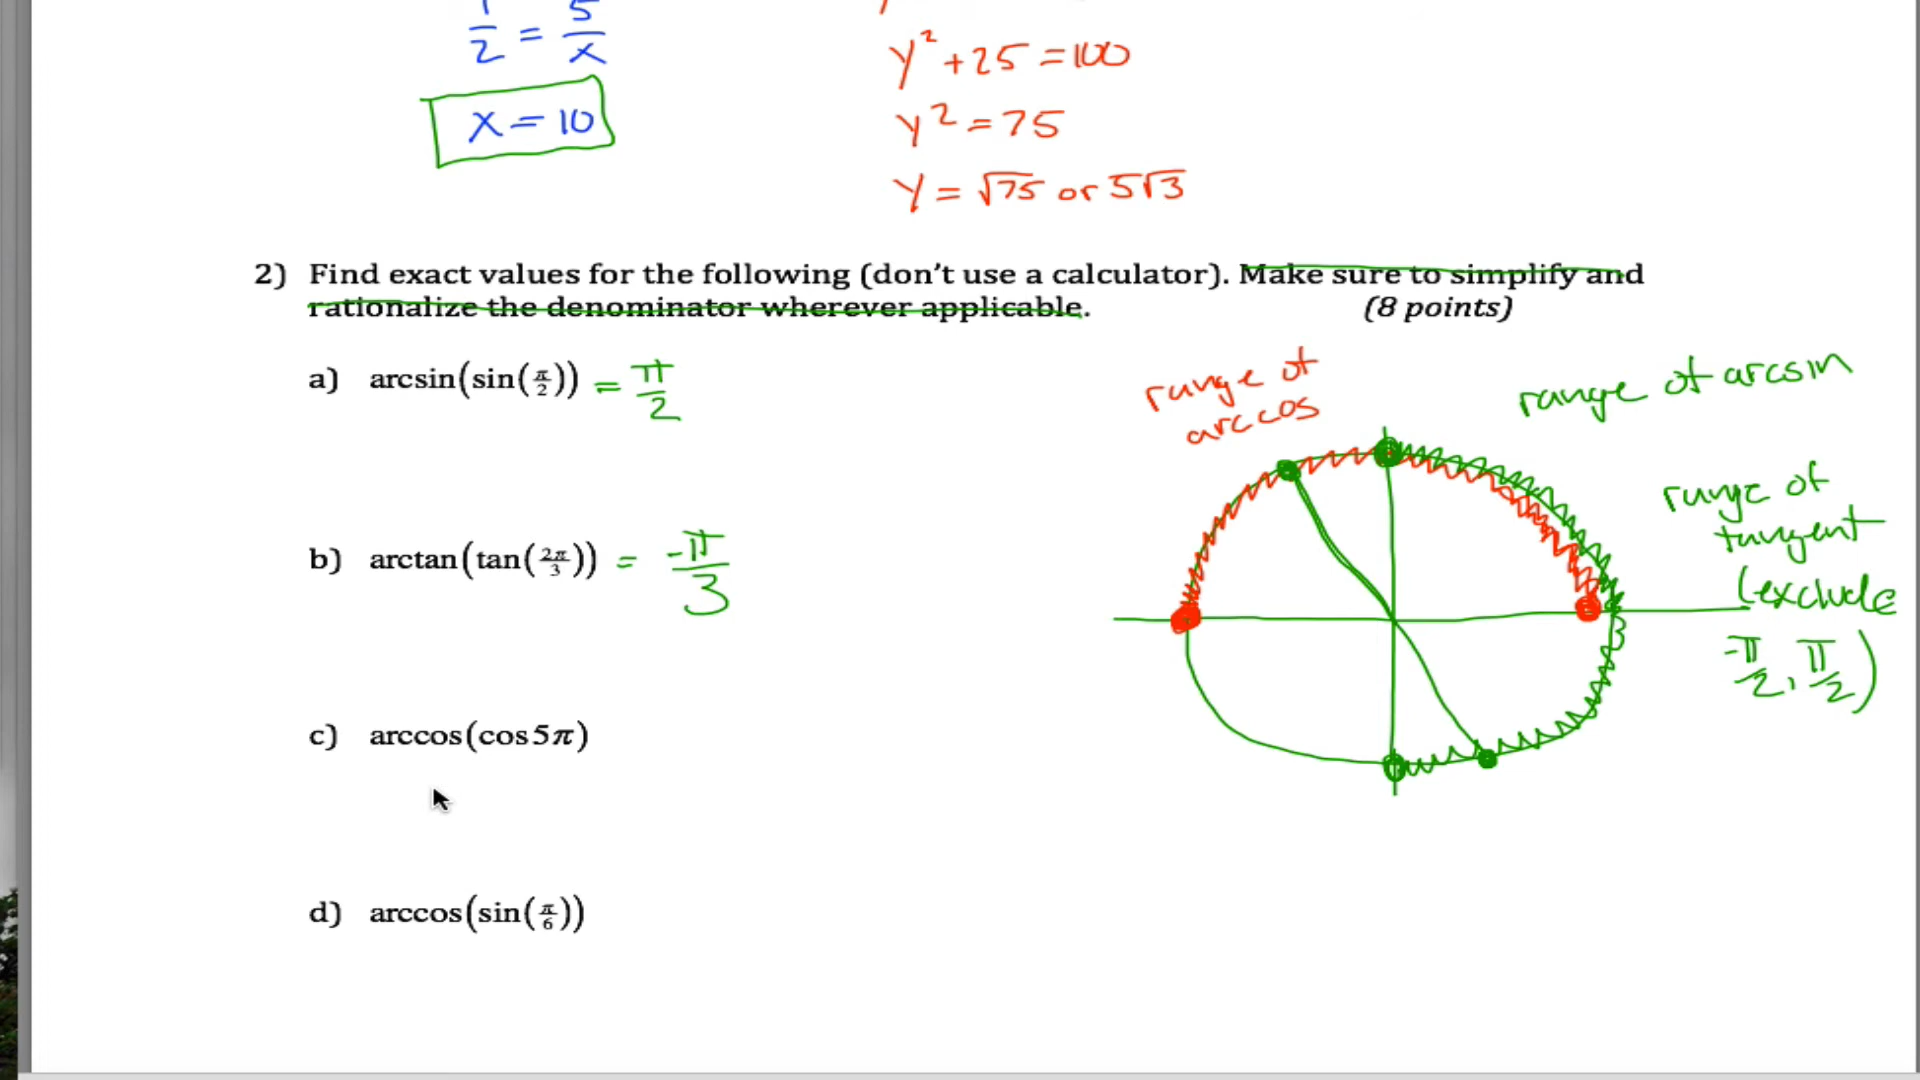 1/2 = 5/x
x = 10
y² + 25 = 100
y² = 75
y = √75 or 5√3
2) Find exact values for the following (don't use a calculator). Make sure to simplify and
rationalize the denominator wherever applicable. (8 points)
a) arcsin(sin(π/2)) = π/2
b) arctan(tan(2π/3)) = -π/3
c) arccos(cos5π)
d) arccos(sin(π/6))
range of
arccos
range of arcsin
range of
tangent
(exclude
-π/2, π/2)